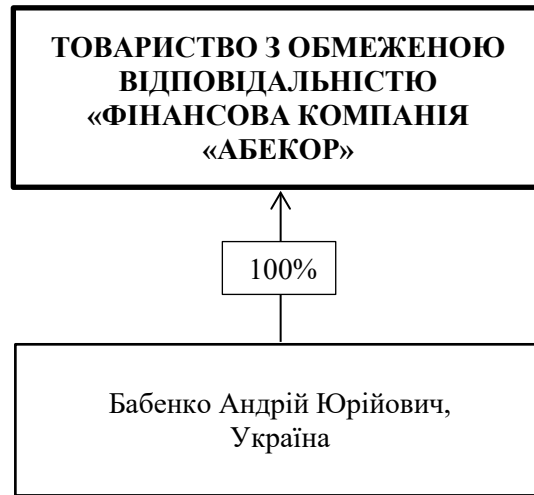 ТОВАРИСТВО З ОБМЕЖЕНОЮ
ВІДПОВІДАЛЬНІСТЮ
«ФІНАНСОВА КОМПАНІЯ
«АБЕКОР»
100%
Бабенко Андрій Юрійович,
Україна